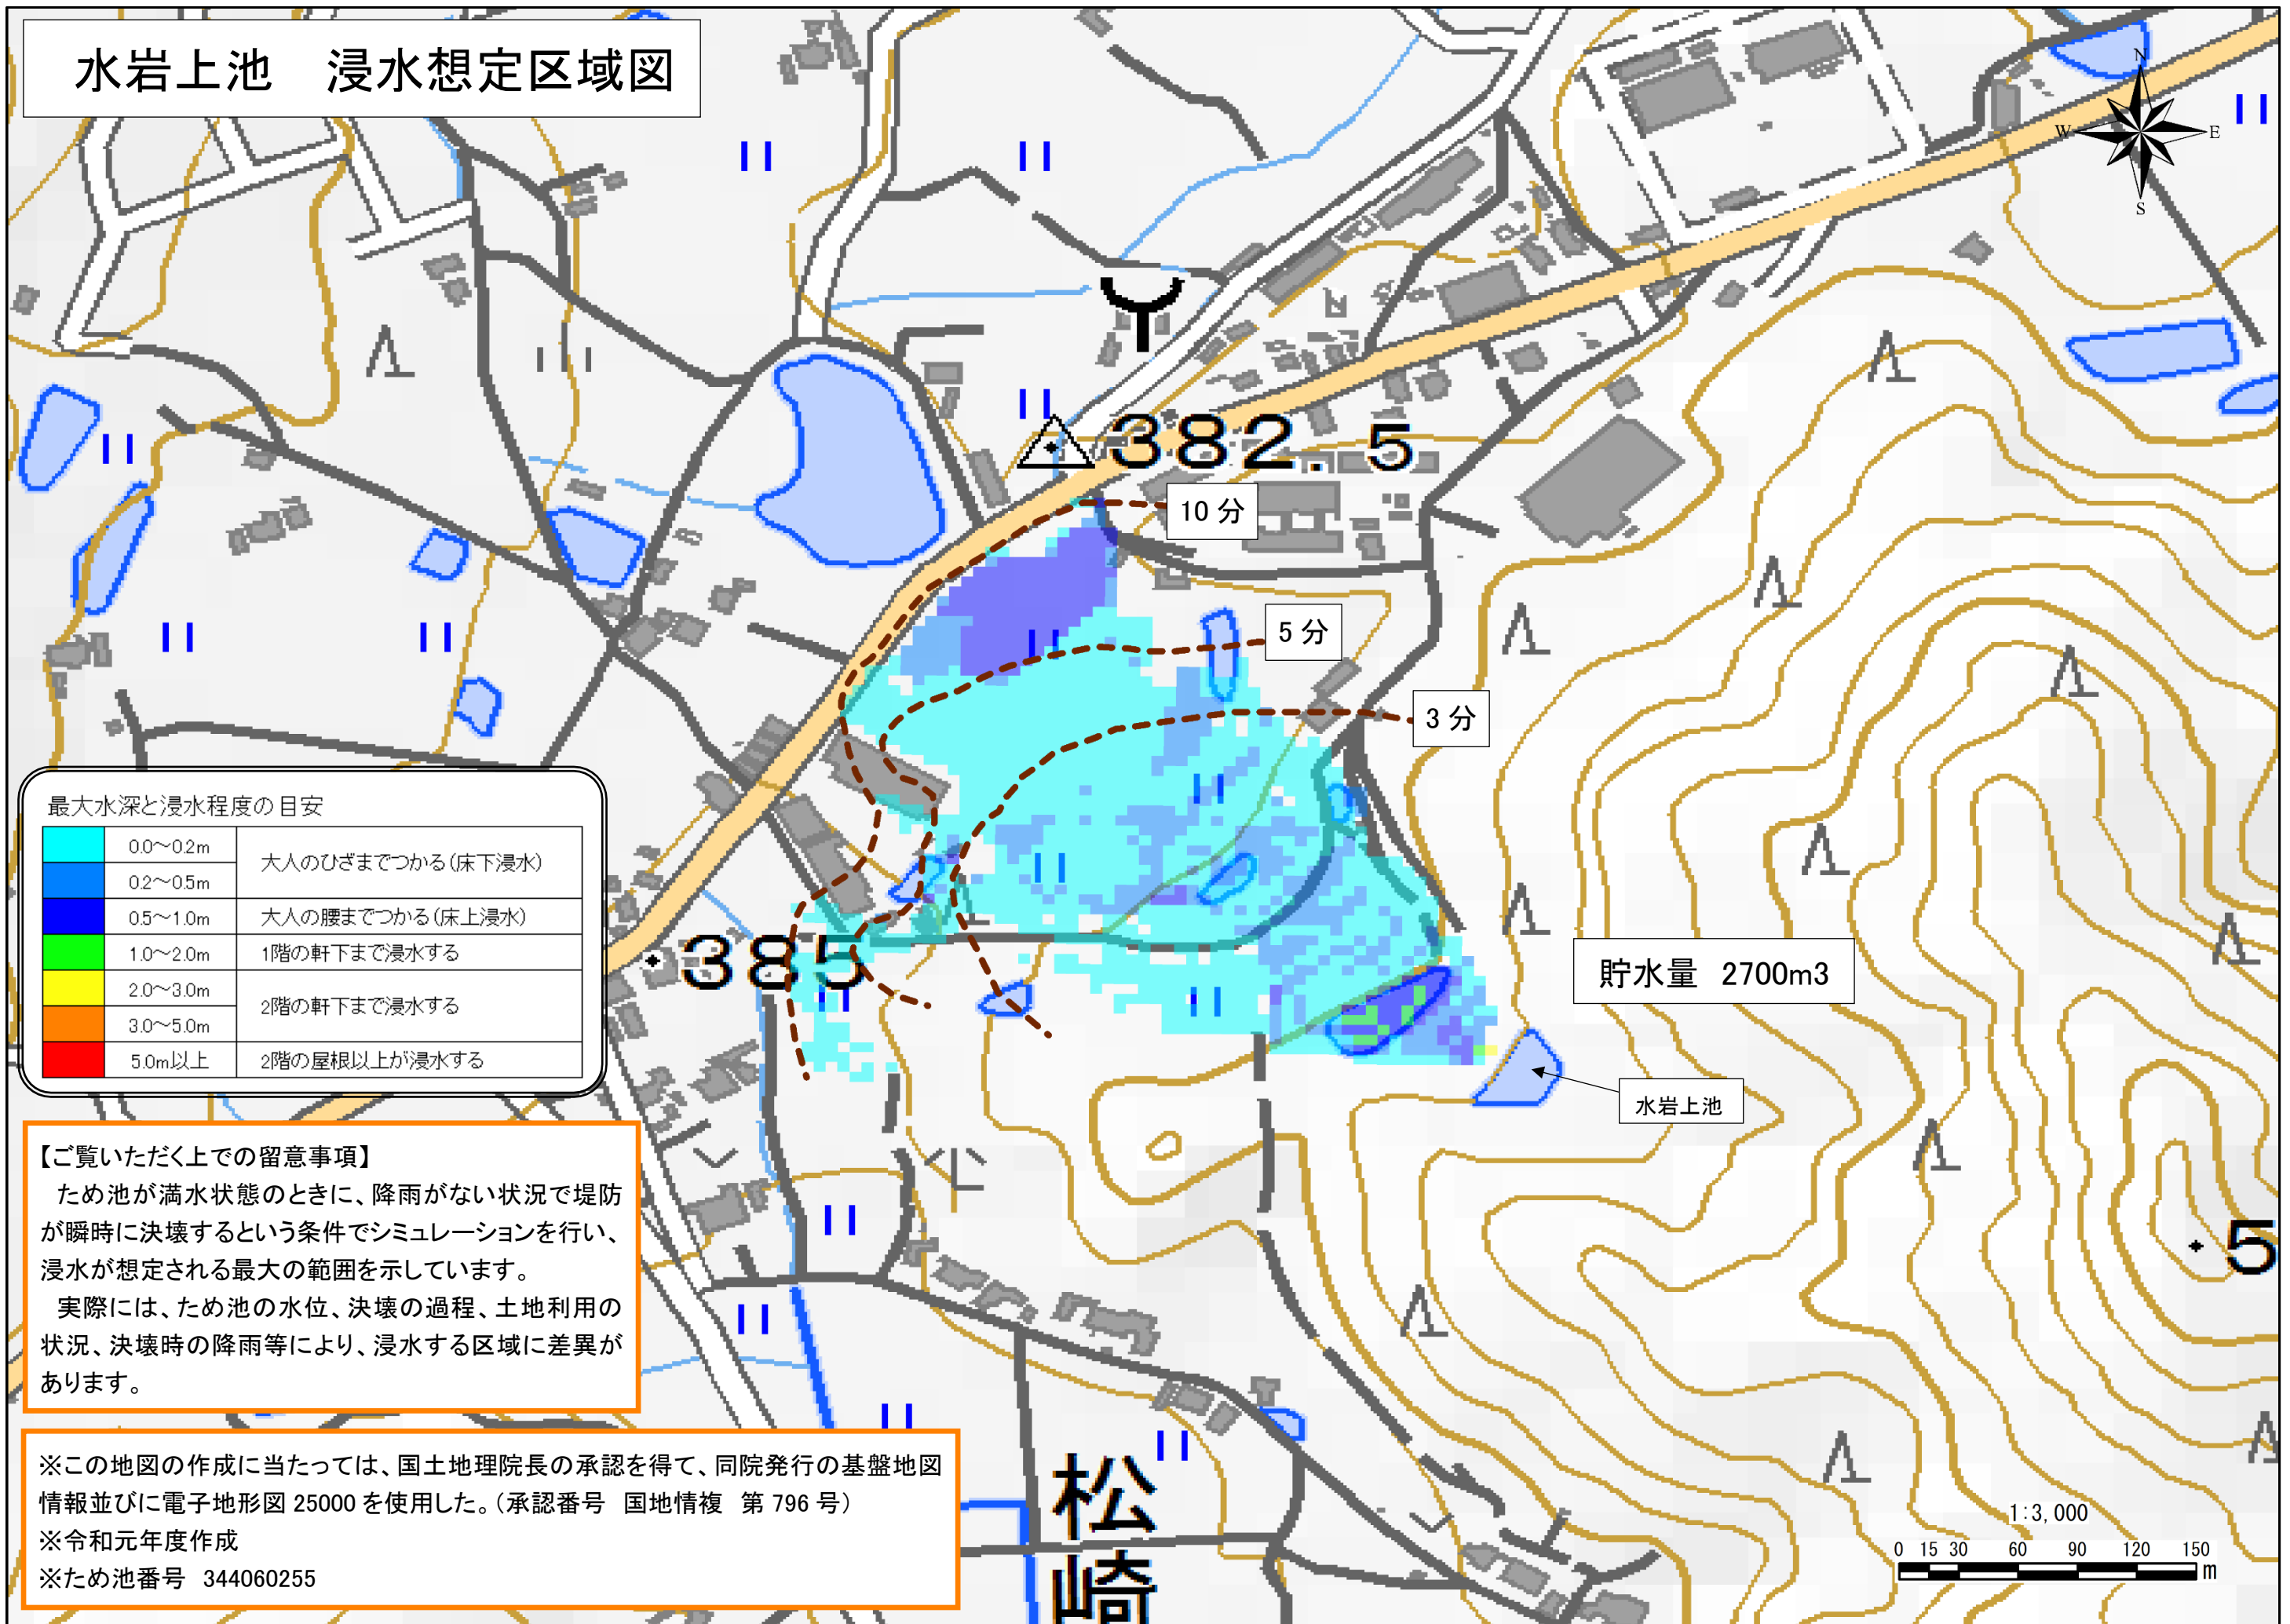 水岩上池　浸水想定区域図
N
W
E
S
382.5
10 分
5 分
3 分
最大水深と浸水程度の目安
0.0～0.2m
大人のひざまでつかる(床下浸水)
0.2～0.5m
0.5～1.0m
大人の腰までつかる(床上浸水)
1.0～2.0m
1階の軒下まで浸水する
2.0～3.0m
2階の軒下まで浸水する
3.0～5.0m
5.0m以上
2階の屋根以上が浸水する
385
貯水量 2700m3
水岩上池
5
【ご覧いただく上での留意事項】
ため池が満水状態のときに、降雨がない状況で堤防
が瞬時に決壊するという条件でシミュレーションを行い、
浸水が想定される最大の範囲を示しています。
実際には、ため池の水位、決壊の過程、土地利用の
状況、決壊時の降雨等により、浸水する区域に差異が
あります。
※この地図の作成に当たっては、国土地理院長の承認を得て、同院発行の基盤地図
情報並びに電子地形図 25000 を使用した。(承認番号 国地情複 第 796 号)
※令和元年度作成
※ため池番号 344060255
松崎
1:3,000
0 15 30 60 90 120 150
m